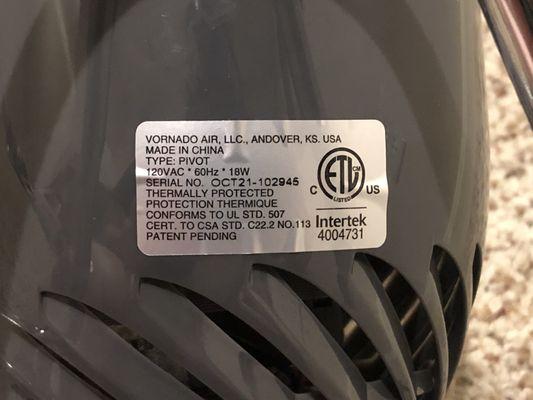 VORNADO AIR, LLC., ANDOVER, KS. USA
MADE IN CHINA
TYPE: PIVOT
120VAC * 60Hz * 18W
SERIAL NO. OCT21-102945
THERMALLY PROTECTED
PROTECTION THERMIQUE
CONFORMS TO UL STD. 507
CERT. TO CSA STD. C22.2 NO.113
PATENT PENDING
ETL CM
LISTED
C US
Intertek
4004731